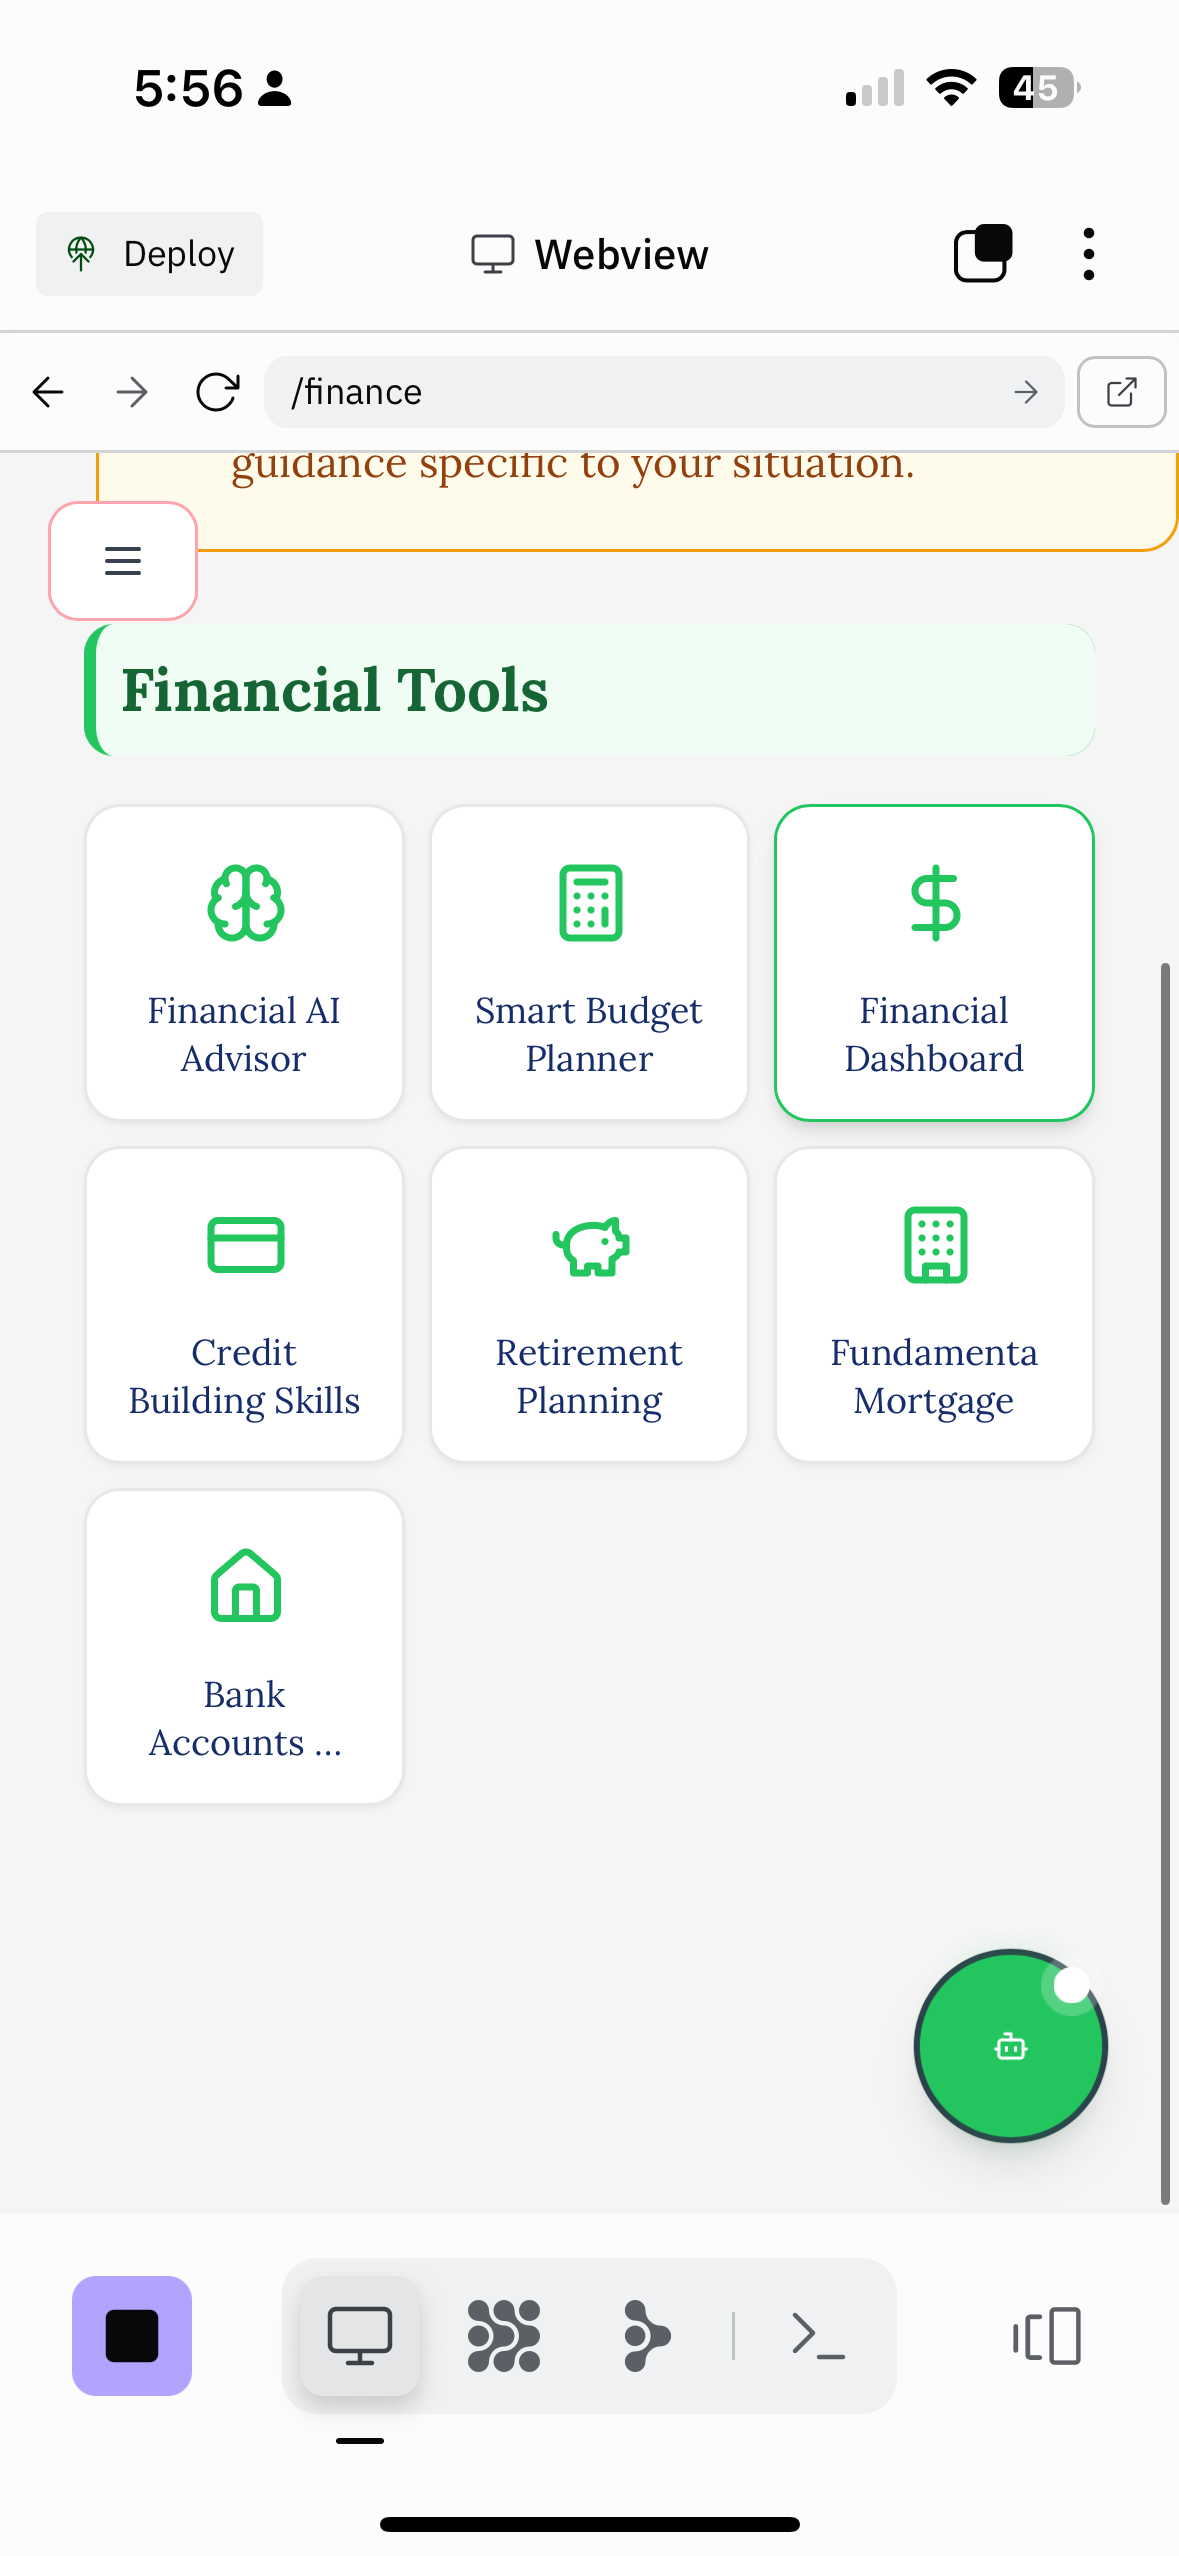 5:56
45
Deploy
Webview
/finance
guidance specific to your situation.
Financial Tools
Financial AI
Advisor
Smart Budget
Planner
Financial
Dashboard
Credit
Building Skills
Retirement
Planning
Fundamenta
Mortgage
Bank
Accounts ...